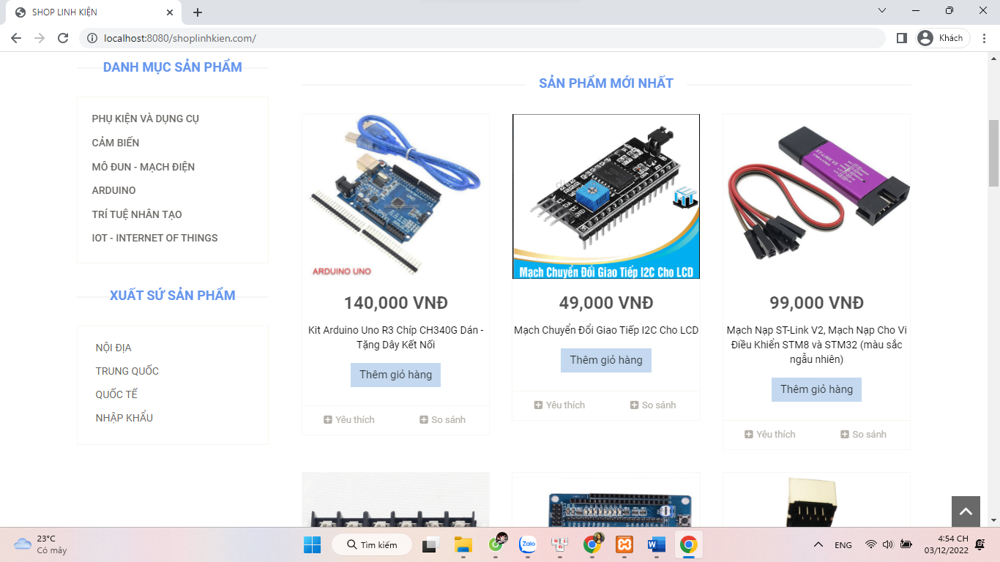 SHOP LINH KIỆN
localhost:8080/shoplinhkien.com/
Khách
DANH MỤC SẢN PHẨM
PHỤ KIỆN VÀ DỤNG CỤ
CẢM BIẾN
MÔ ĐUN - MẠCH ĐIỆN
ARDUINO
TRÍ TUỆ NHÂN TẠO
IOT - INTERNET OF THINGS
XUẤT SỨ SẢN PHẨM
NỘI ĐỊA
TRUNG QUỐC
QUỐC TẾ
NHẬP KHẨU
SẢN PHẨM MỚI NHẤT
ARDUINO UNO
140,000 VNĐ
Kit Arduino Uno R3 Chíp CH340G Dán -
Tặng Dây Kết Nối
Thêm giỏ hàng
Yêu thích
So sánh
Mạch Chuyển Đổi Giao Tiếp I2C Cho LCD
49,000 VNĐ
Mạch Chuyển Đổi Giao Tiếp I2C Cho LCD
Thêm giỏ hàng
Yêu thích
So sánh
ST-LINK V2
99,000 VNĐ
Mạch Nạp ST-Link V2, Mạch Nạp Cho Vi
Điều Khiển STM8 và STM32 (màu sắc
ngẫu nhiên)
Thêm giỏ hàng
Yêu thích
So sánh
23°C
Có mây
Tìm kiếm
Zalo
ENG
4:54 CH
03/12/2022